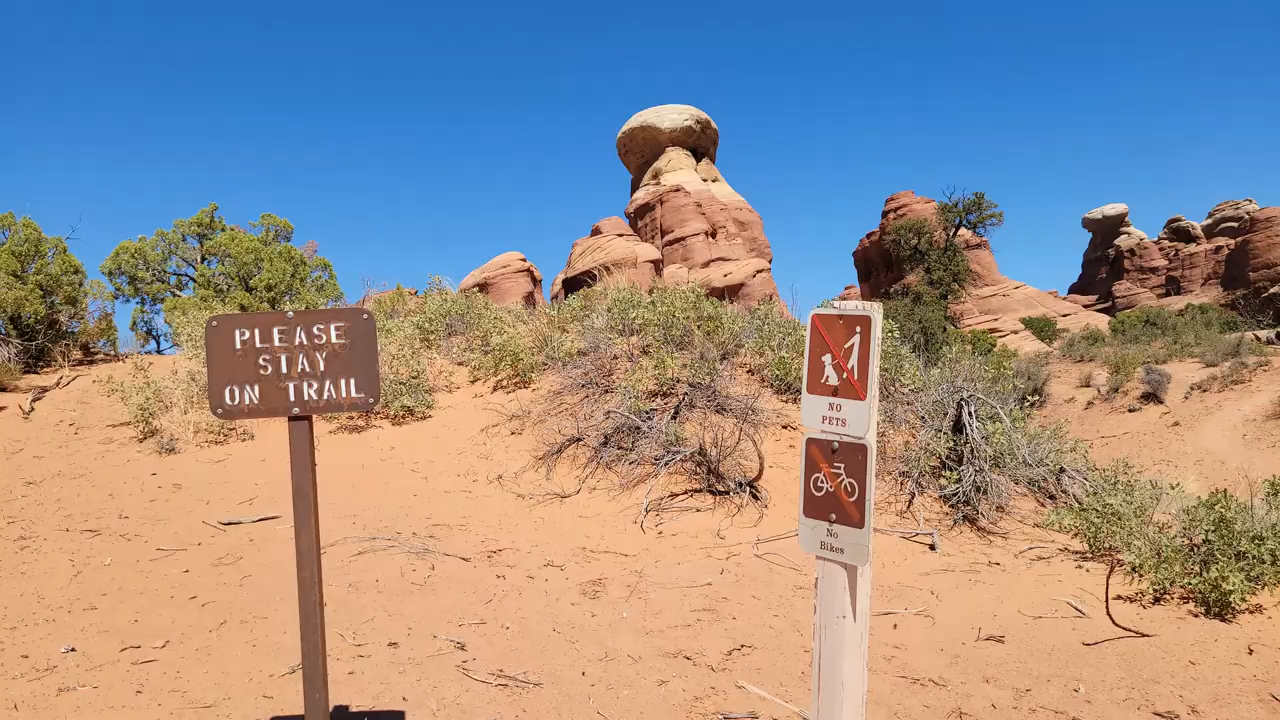 PLEASE
STAY
ON TRAIL
NO
PETS
No
Bikes